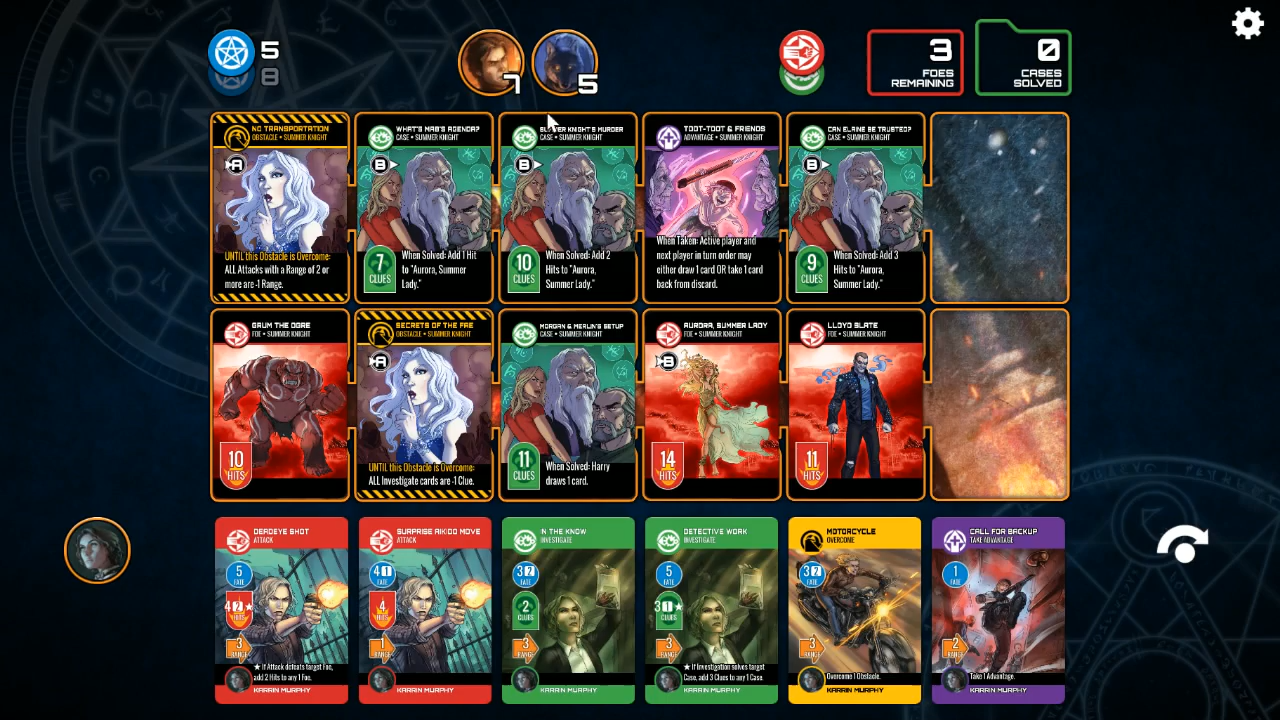 5
8
7
5
3
FOES
REMAINING
0
CASES
SOLVED
NO TRANSPORTATION
OBSTACLE • SUMMER KNIGHT
A
UNTIL this Obstacle is Overcome:
ALL Attacks with a Range of 2 or
more are -1 Range.
WHAT'S MAB'S AGENDA?
CASE • SUMMER KNIGHT
B
7
CLUES
When Solved: Add 1 Hit
to "Aurora, Summer
Lady."
KNIGHT'S MURDER
CASE • SUMMER KNIGHT
B
10
CLUES
When Solved: Add 2
Hits to "Aurora,
Summer Lady."
TOOT-TOOT & FRIENDS
ADVANTAGE • SUMMER KNIGHT
When Taken: Active player and
next player in turn order may
either draw 1 card OR take 1 card
back from discard.
CAN ELAINE BE TRUSTED?
CASE • SUMMER KNIGHT
B
9
CLUES
When Solved: Add 3
Hits to "Aurora,
Summer Lady."
GRUM THE OGRE
FOE • SUMMER KNIGHT
10
HITS
SECRETS OF THE FAE
OBSTACLE • SUMMER KNIGHT
A
UNTIL this Obstacle is Overcome:
ALL Investigate cards are -1 Clue.
MORGAN & MERLIN'S SETUP
CASE • SUMMER KNIGHT
11
CLUES
When Solved: Harry
draws 1 card.
AURORA, SUMMER LADY
FOE • SUMMER KNIGHT
B
14
HITS
LLOYD SLATE
FOE • SUMMER KNIGHT
11
HITS
DEADEYE SHOT
ATTACK
5
FATE
4 2 ★
HITS
3
RANGE
★ If Attack defeats target Foe,
add 2 Hits to any 1 Foe.
KARRIN MURPHY
SURPRISE AIKIDO MOVE
ATTACK
4 1
FATE
4
HITS
1
RANGE
KARRIN MURPHY
IN THE KNOW
INVESTIGATE
3 2
FATE
2
CLUES
3
RANGE
KARRIN MURPHY
DETECTIVE WORK
INVESTIGATE
5
FATE
3 1 ★
CLUES
3
RANGE
★ If Investigation solves target
Case, add 3 Clues to any 1 Case.
KARRIN MURPHY
MOTORCYCLE
OVERCOME
3 2
FATE
3
RANGE
Overcome 1 Obstacle.
KARRIN MURPHY
CALL FOR BACKUP
TAKE ADVANTAGE
1
FATE
2
RANGE
Take 1 Advantage.
KARRIN MURPHY